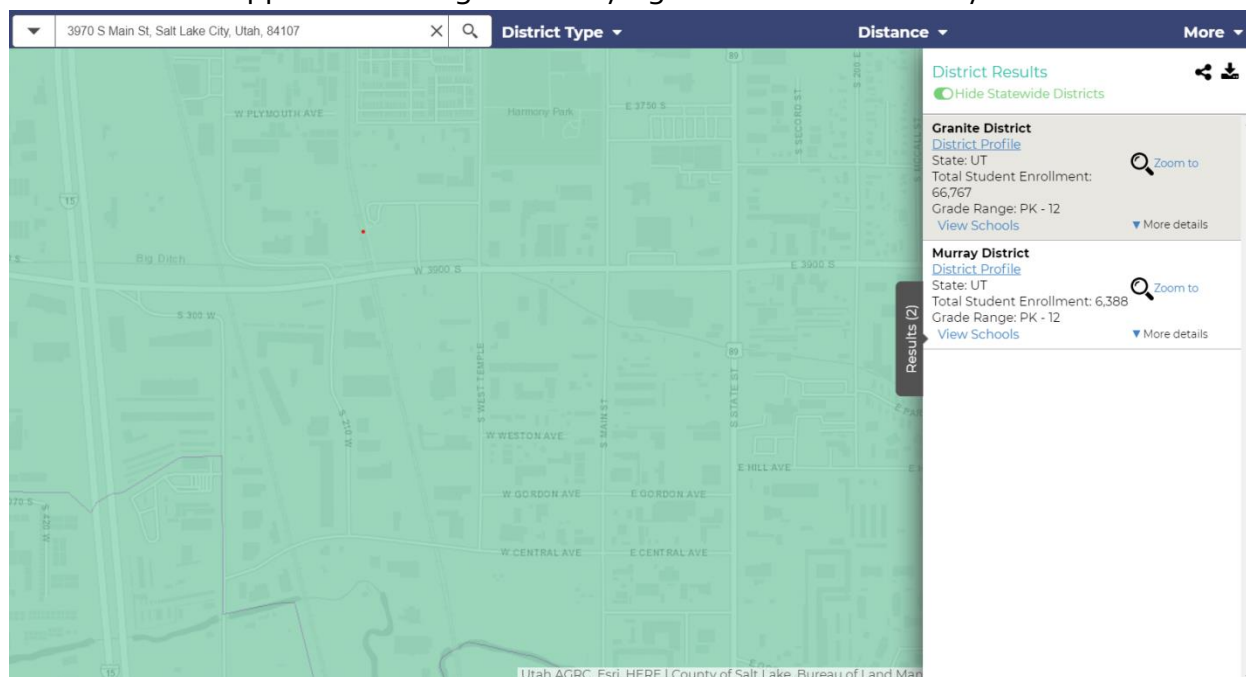 3970 S Main St, Salt Lake City, Utah, 84107
District Type
Distance
More
District Results
Hide Statewide Districts
Granite District
District Profile
State: UT
Total Student Enrollment:
66,767
Grade Range: PK - 12
View Schools
Zoom to
More details
Murray District
District Profile
State: UT
Total Student Enrollment: 6,388
Grade Range: PK - 12
View Schools
Zoom to
More details
Results (2)
89
S 200 E
W PLYMOUTH AVE
Harmony Park
E 3750 S
S SECOND ST
15
Big Ditch
W 3900 S
E 3900 S
S 300 W
S WEST TEMPLE
89
S STATE ST
S 210 W
S MAIN ST
W WESTON AVE
E HILL AVE
W GORDON AVE
E GORDON AVE
S 420 W
W CENTRAL AVE
E CENTRAL AVE
15
Utah AGRC, Esri, HERE | County of Salt Lake, Bureau of Land Man